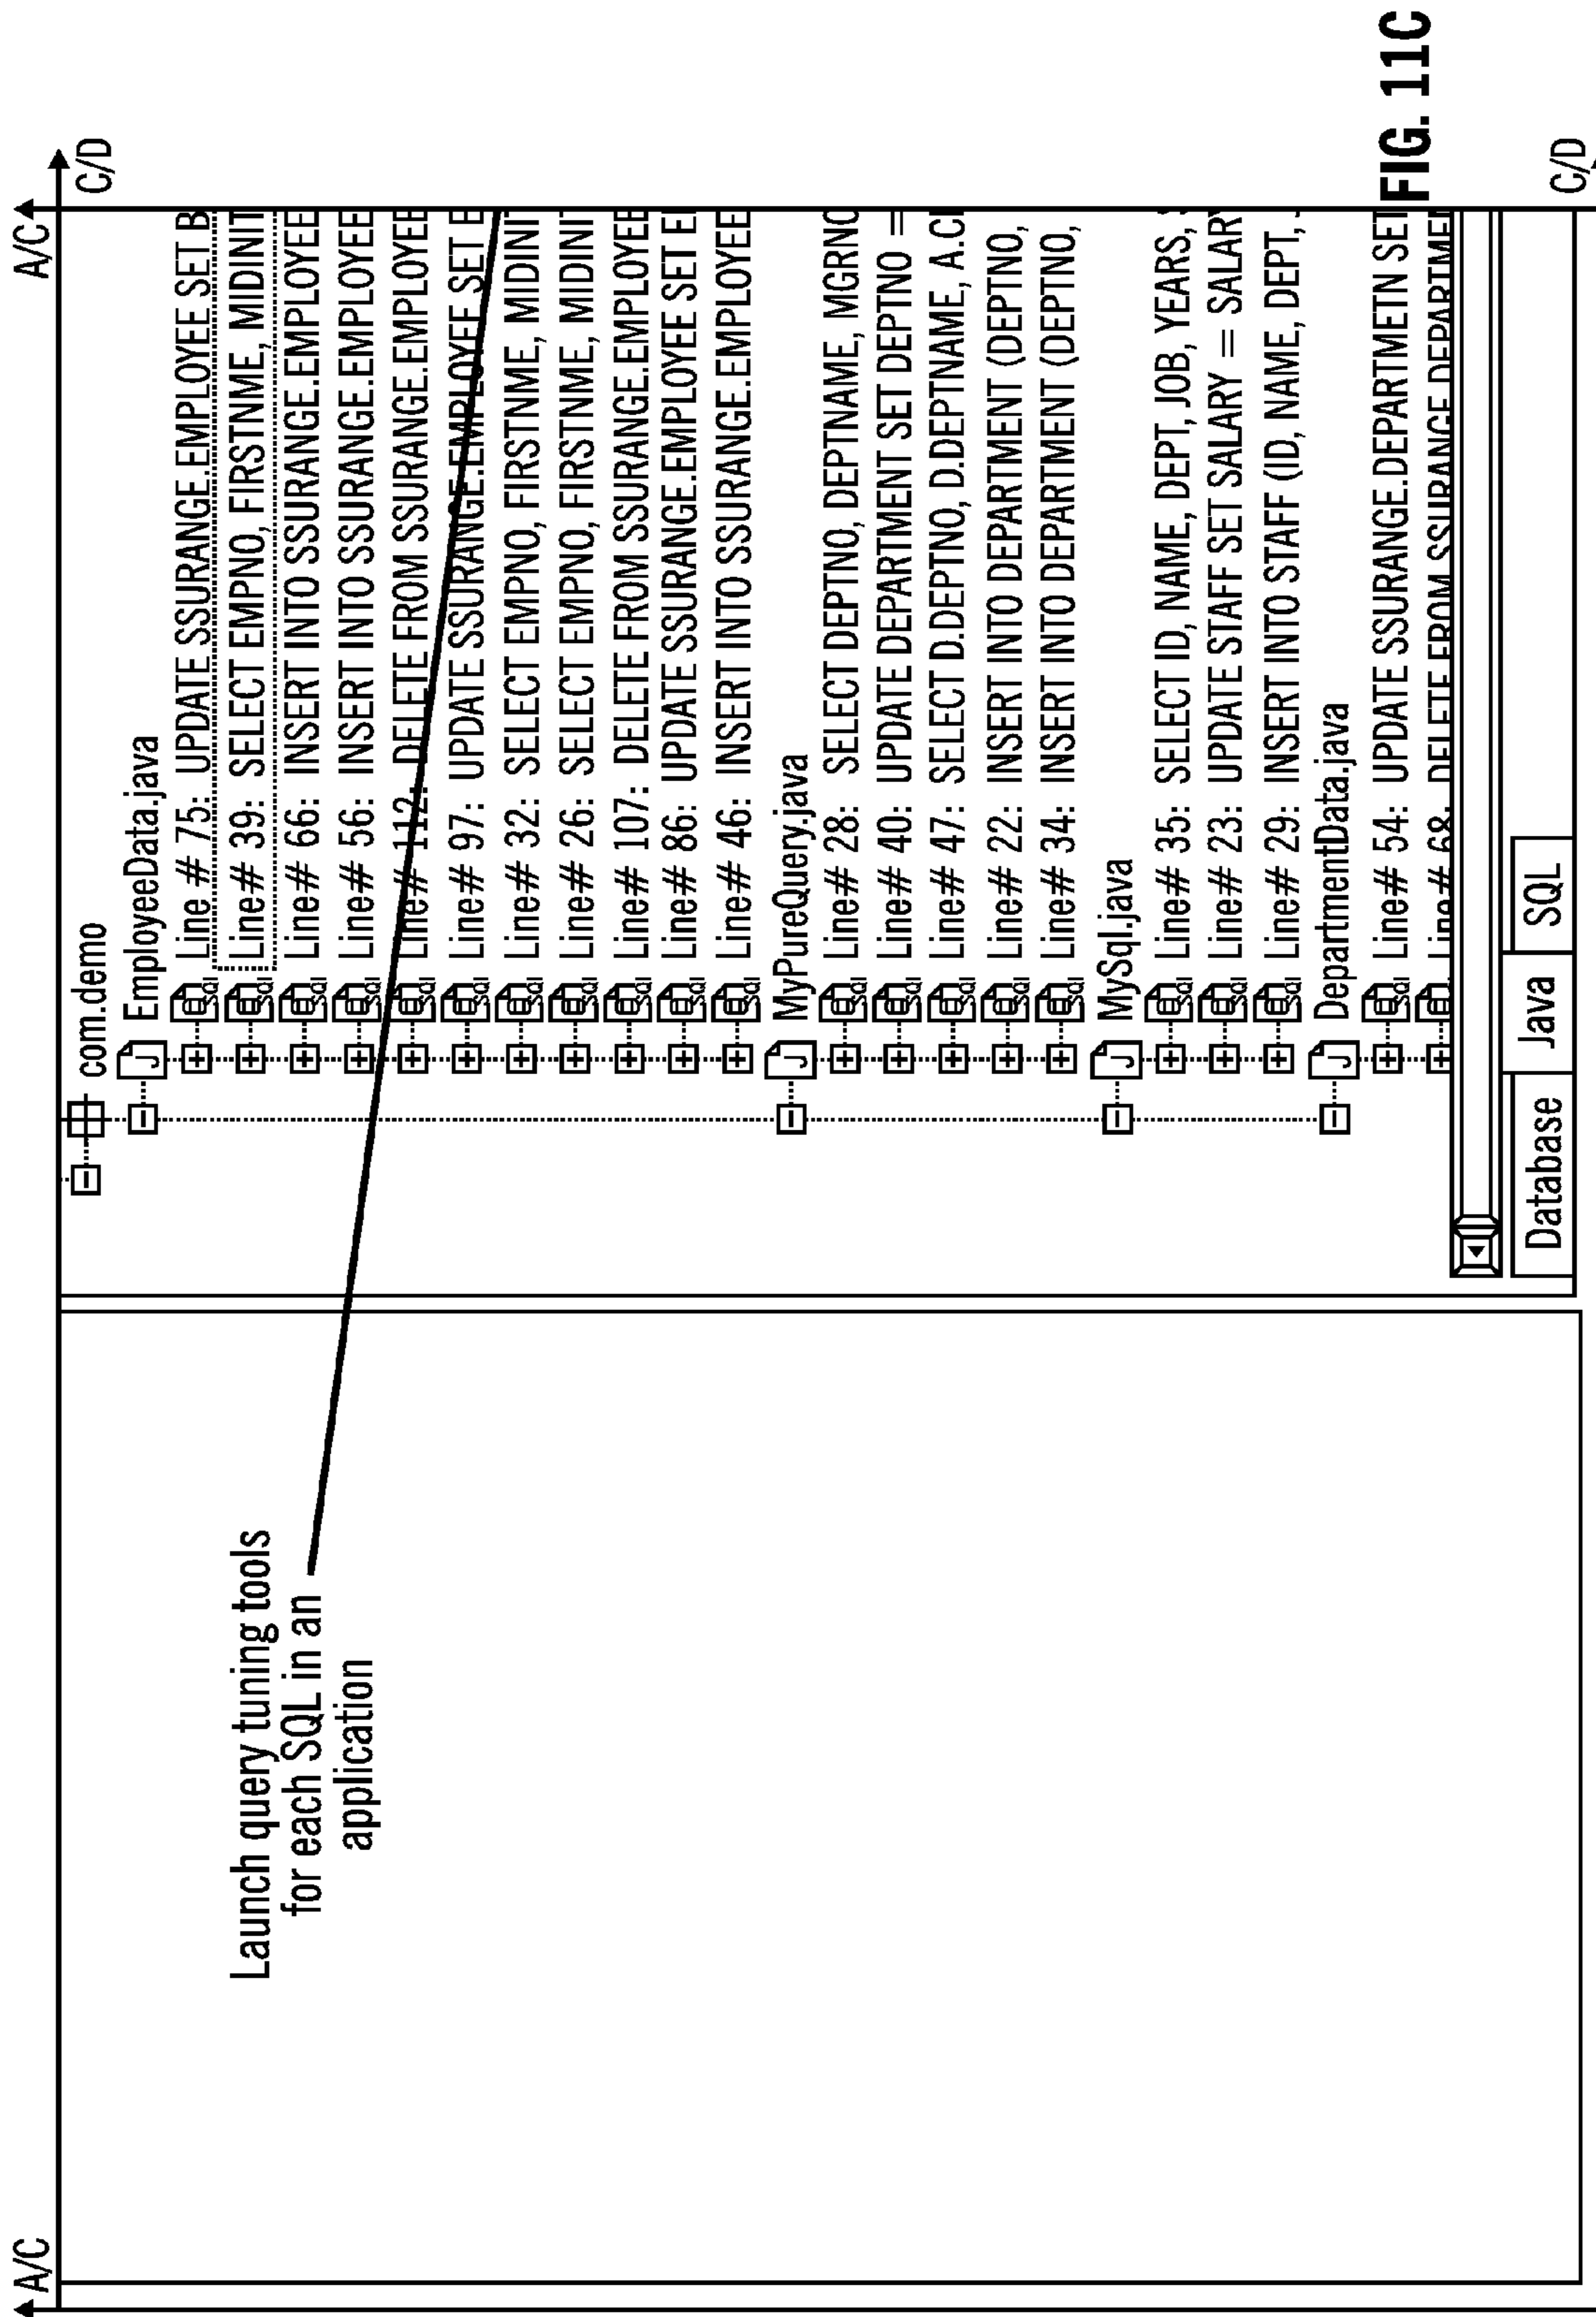 A/C
A/C
C/D
com.demo
EmployeeData.java
Line # 75: UPDATE SSURANGE.EMPLOYEE SET B
Line# 39: SELECT EMPNO, FIRSTNME, MIDINIT
Line# 66: INSERT INTO SSURANGE.EMPLOYEE
Line# 56: INSERT INTO SSURANGE.EMPLOYEE
Line# 112: DELETE FROM SSURANGE.EMPLOYEE
Line# 97: UPDATE SSURANGE.EMPLOYEE SET B
Line# 32: SELECT EMPNO, FIRSTNME, MIDINIT
Line# 26: SELECT EMPNO, FIRSTNME, MIDINIT
Line# 107: DELETE FROM SSURANGE.EMPLOYEE
Line# 86: UPDATE SSURANGE.EMPLOYEE SET
Line# 46: INSERT INTO SSURANGE.EMPLOYEE
MyPureQuery.java
Line# 28: SELECT DEPTNO, DEPTNAME, MGRNO
Line# 40: UPDATE DEPARTMENT SET DEPTNO =
Line# 47: SELECT D.DEPTNO, D.DEPTNAME,
Line# 22: INSERT INTO DEPARTMENT (DEPTNO,
Line# 34: INSERT INTO DEPARTMENT (DEPTNO,
MySql.java
Line# 35: SELECT ID, NAME, DEPT, JOB, YEARS,
Line# 23: UPDATE STAFF SET SALARY = SALARY
Line# 29: INSERT INTO STAFF (ID, NAME, DEPT,
DepartmentData.java
Line# 54: UPDATE SSURANGE.DEPARTMETN SET
Line# 68: DELETE FROM SSURANGE.DEPARTMEN
Database Java SQL
Launch query tuning tools
for each SQL in an
application
FIG. 11C
C/D